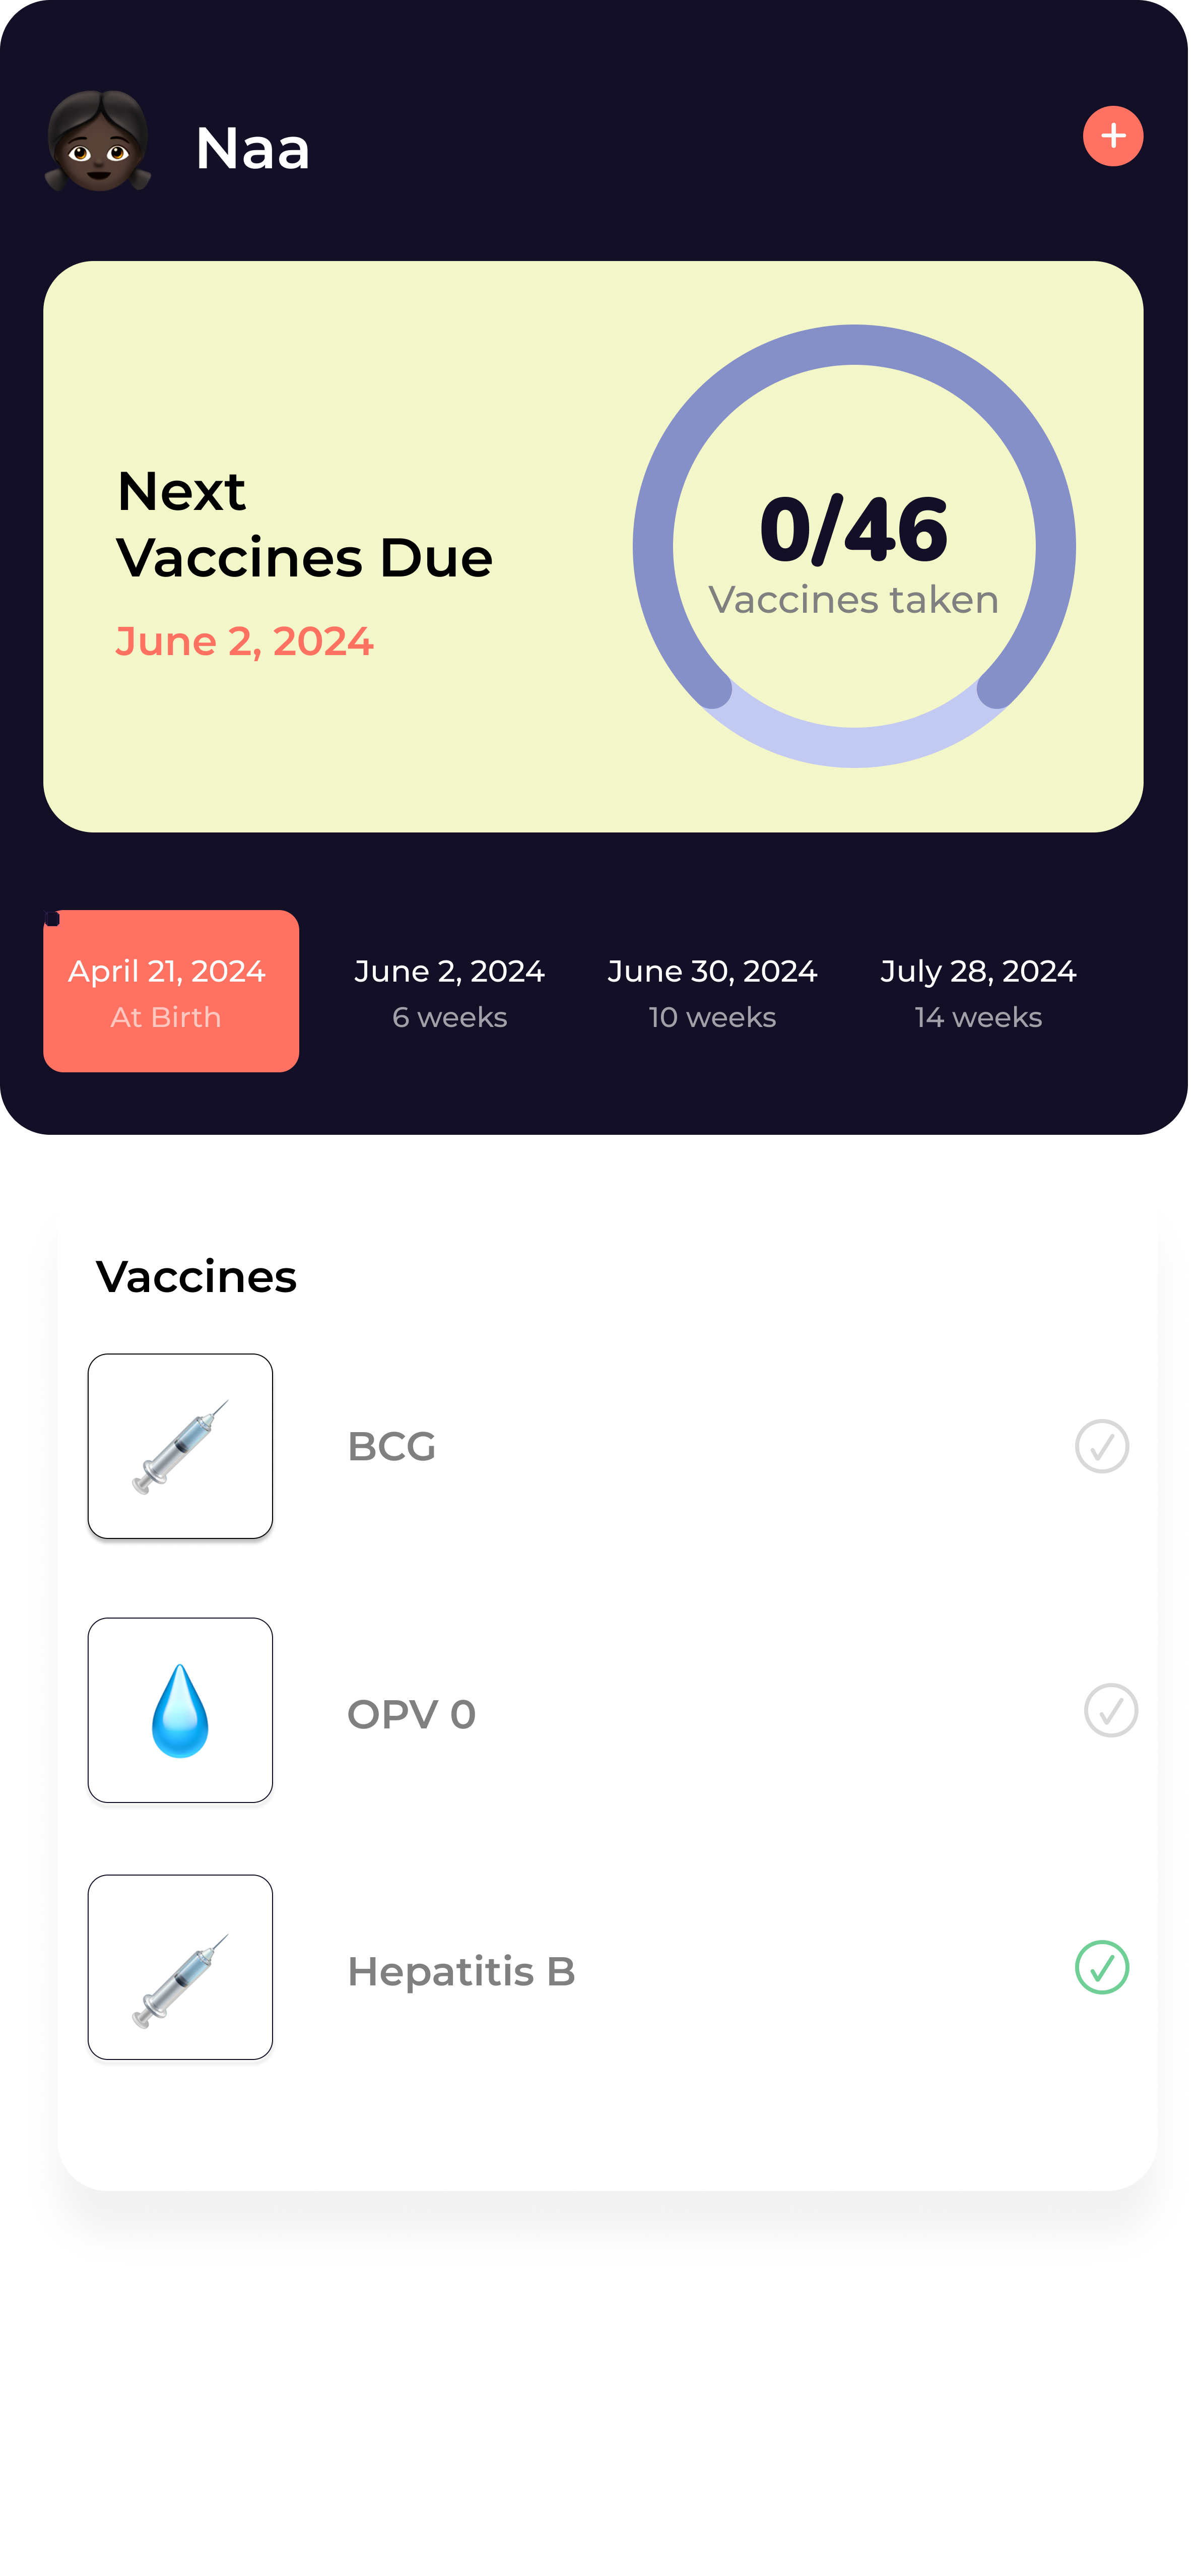 Naa
Next
Vaccines Due
June 2, 2024
0/46
Vaccines taken
April 21, 2024
At Birth
June 2, 2024
6 weeks
June 30, 2024
10 weeks
July 28, 2024
14 weeks
Vaccines
BCG
OPV 0
Hepatitis B